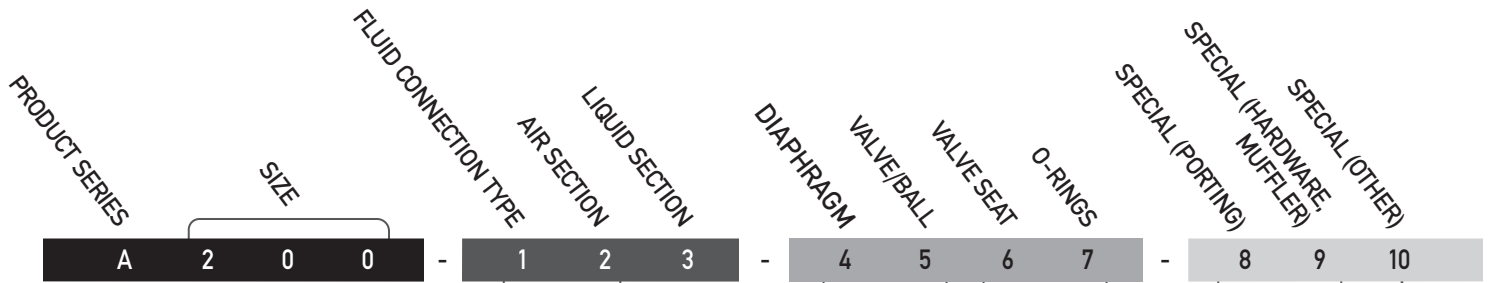 PRODUCT SERIES
SIZE
FLUID CONNECTION TYPE
AIR SECTION
LIQUID SECTION
DIAPHRAGM
VALVE/BALL
VALVE SEAT
O-RINGS
SPECIAL (PORTING)
SPECIAL (HARDWARE,
MUFFLER)
SPECIAL (OTHER)
A 2 0 0 - 1 2 3 - 4 5 6 7 - 8 9 10